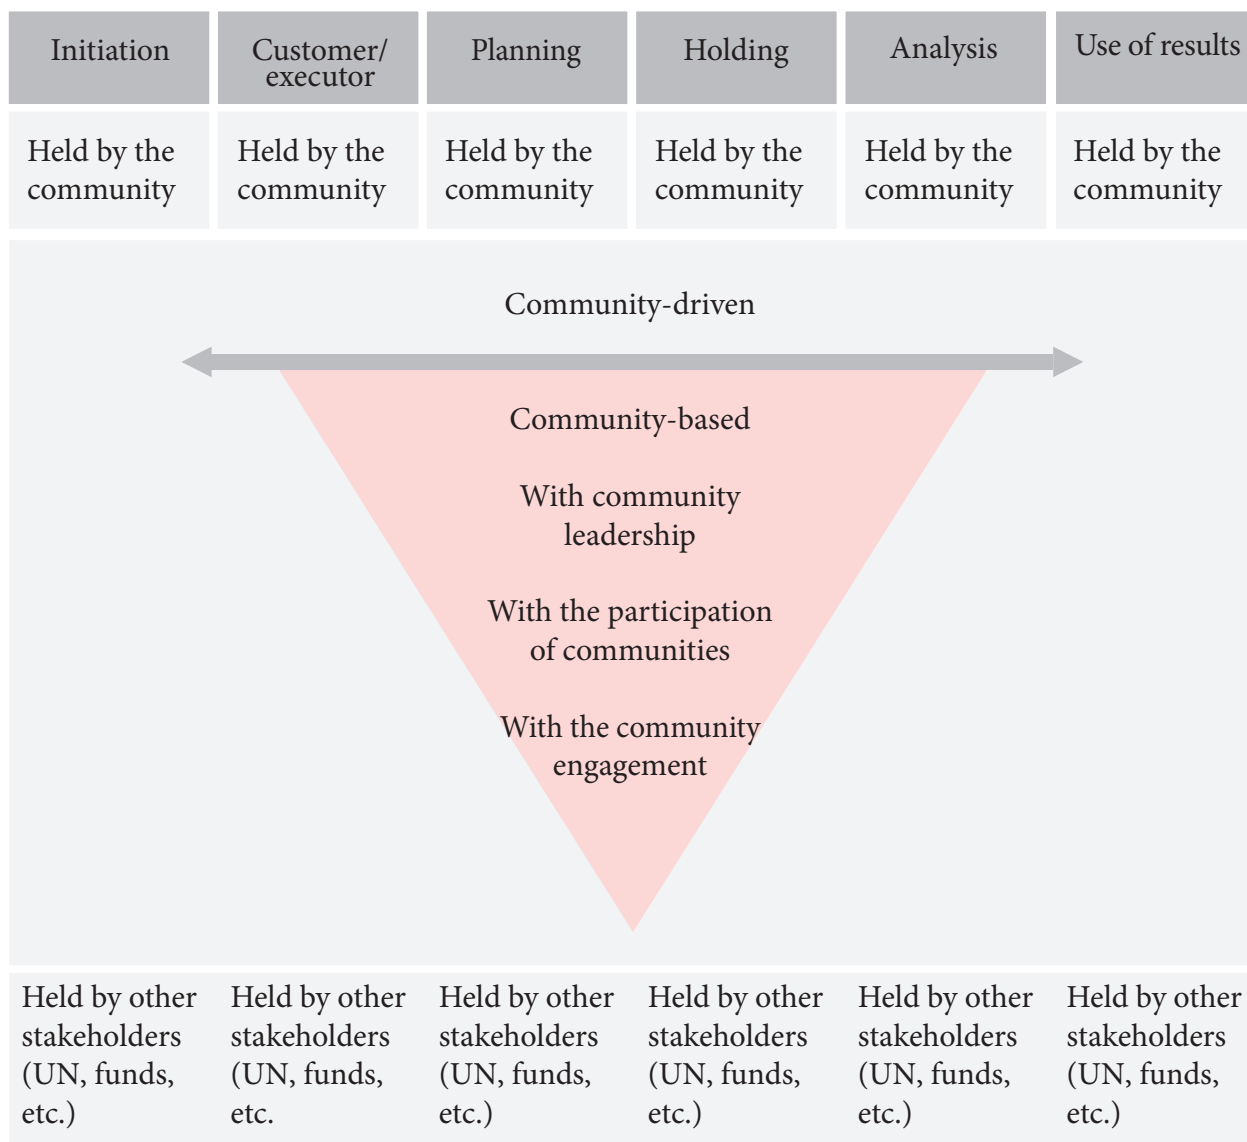 Initiation
Customer/
executor
Planning
Holding
Analysis
Use of results
Held by the
community
Held by the
community
Held by the
community
Held by the
community
Held by the
community
Held by the
community
Community-driven
Community-based
With community
leadership
With the participation
of communities
With the community
engagement
Held by other
stakeholders
(UN, funds,
etc.)
Held by other
stakeholders
(UN, funds,
etc.
Held by other
stakeholders
(UN, funds,
etc.)
Held by other
stakeholders
(UN, funds,
etc.)
Held by other
stakeholders
(UN, funds,
etc.)
Held by other
stakeholders
(UN, funds,
etc.)